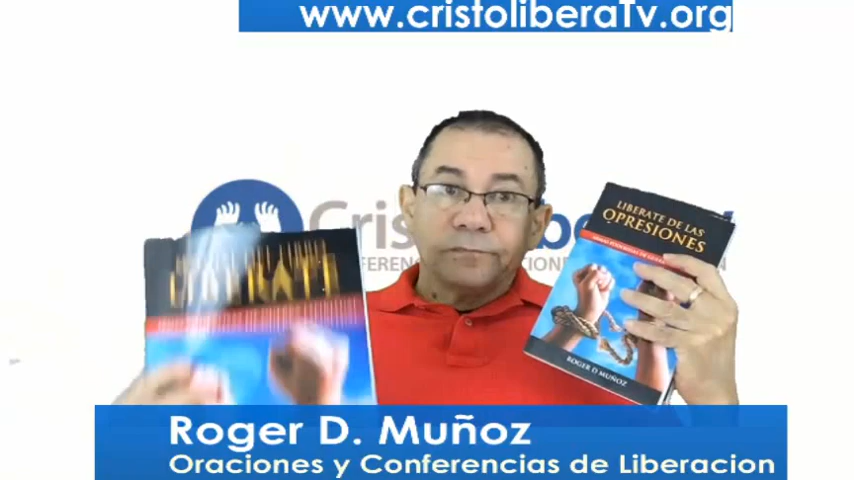 www.cristoliberaTv.org
LIBERATE DE LAS
OPRESIONES
ROGER D MUÑOZ
Roger D. Muñoz
Oraciones y Conferencias de Liberacion